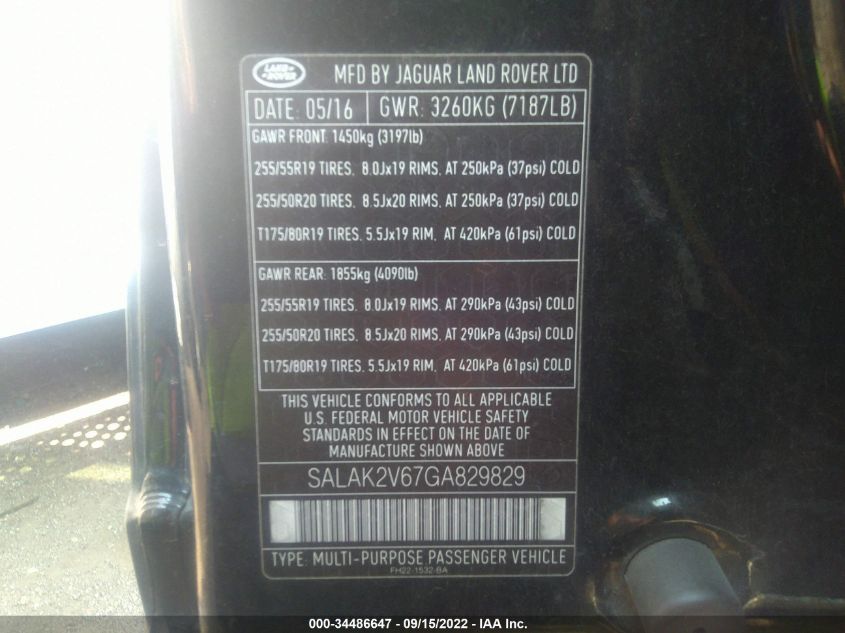 LAND ROVER
MFD BY JAGUAR LAND ROVER LTD
DATE: 05/16 GWR: 3260KG (7187LB)
GAWR FRONT: 1450kg (3197lb)
255/55R19 TIRES. 8.0Jx19 RIMS. AT 250kPa (37psi) COLD
255/50R20 TIRES. 8.5Jx20 RIMS. AT 250kPa (37psi) COLD
T175/80R19 TIRES. 5.5Jx19 RIM. AT 420kPa (61psi) COLD
GAWR REAR: 1855kg (4090lb)
255/55R19 TIRES. 8.0Jx19 RIMS. AT 290kPa (43psi) COLD
255/50R20 TIRES. 8.5Jx20 RIMS. AT 290kPa (43psi) COLD
T175/80R19 TIRES. 5.5Jx19 RIM. AT 420kPa (61psi) COLD
THIS VEHICLE CONFORMS TO ALL APPLICABLE
U.S. FEDERAL MOTOR VEHICLE SAFETY
STANDARDS IN EFFECT ON THE DATE OF
MANUFACTURE SHOWN ABOVE
SALAK2V67GA829829
TYPE: MULTI-PURPOSE PASSENGER VEHICLE
FH22-1532-BA
000-34486647 - 09/15/2022 - IAA Inc.